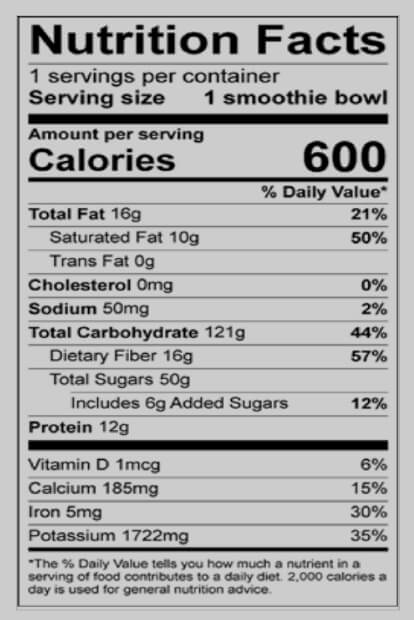 Nutrition Facts
1 servings per container
Serving size 1 smoothie bowl
Amount per serving
Calories 600
% Daily Value*
Total Fat 16g 21%
Saturated Fat 10g 50%
Trans Fat 0g
Cholesterol 0mg 0%
Sodium 50mg 2%
Total Carbohydrate 121g 44%
Dietary Fiber 16g 57%
Total Sugars 50g
Includes 6g Added Sugars 12%
Protein 12g
Vitamin D 1mcg 6%
Calcium 185mg 15%
Iron 5mg 30%
Potassium 1722mg 35%
*The % Daily Value tells you how much a nutrient in a
serving of food contributes to a daily diet. 2,000 calories a
day is used for general nutrition advice.